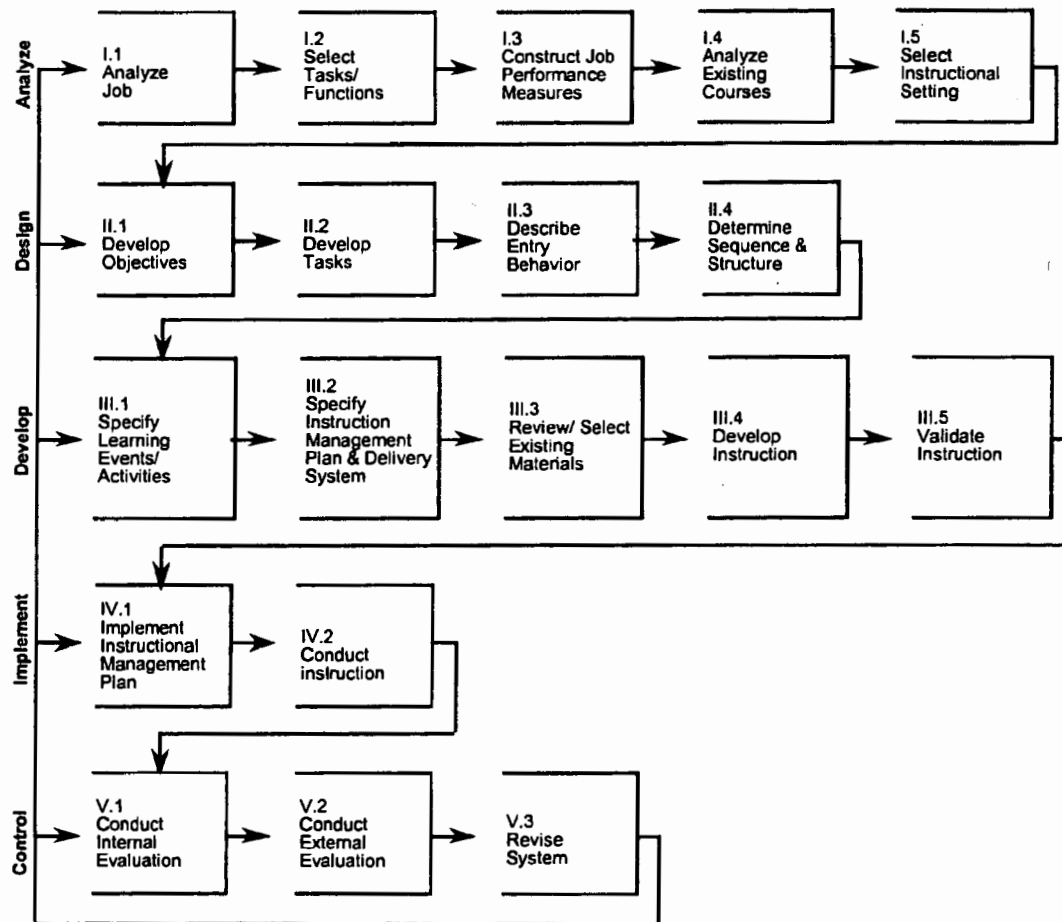 Analyze
I.1
Analyze
Job
I.2
Select
Tasks/
Functions
I.3
Construct Job
Performance
Measures
I.4
Analyze
Existing
Courses
I.5
Select
Instructional
Setting
Design
II.1
Develop
Objectives
II.2
Develop
Tasks
II.3
Describe
Entry
Behavior
II.4
Determine
Sequence &
Structure
Develop
III.1
Specify
Learning
Events/
Activities
III.2
Specify
Instruction
Management
Plan & Delivery
System
III.3
Review/ Select
Existing
Materials
III.4
Develop
Instruction
III.5
Validate
Instruction
Implement
IV.1
Implement
Instructional
Management
Plan
IV.2
Conduct
instruction
Control
V.1
Conduct
Internal
Evaluation
V.2
Conduct
External
Evaluation
V.3
Revise
System